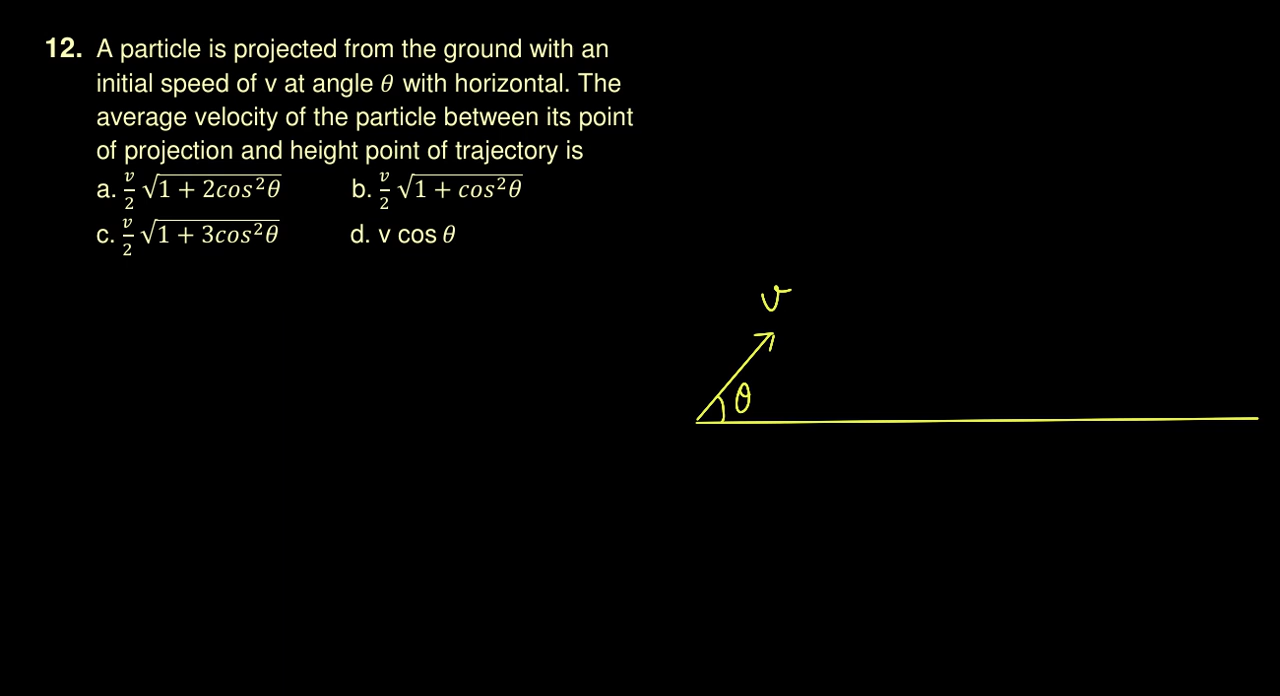 12. A particle is projected from the ground with an
initial speed of v at angle θ with horizontal. The
average velocity of the particle between its point
of projection and height point of trajectory is
a. v/2 √1 + 2cos²θ b. v/2 √1 + cos²θ
c. v/2 √1 + 3cos²θ d. v cos θ
v
θ